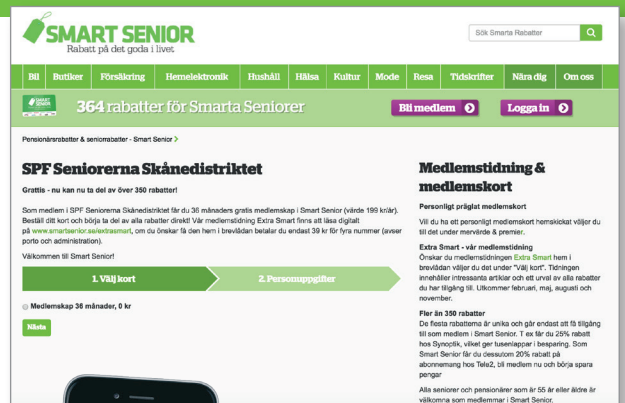 SMART SENIOR
Rabatt på det goda i livet
Sök Smarta Rabatter
Bil Butiker Försäkring Hemelektronik Hushåll Hälsa Kultur Mode Resa Tidskrifter Nära dig Om oss
364 rabatter för Smarta Seniorer
Bli medlem
Logga in
Pensionärsrabatter & seniorrabatter - Smart Senior
SPF Seniorerna Skånedistriktet
Grattis - nu kan nu ta del av över 350 rabatter!
Som medlem i SPF Seniorerna Skånedistriktet får du 36 månaders gratis medlemskap i Smart Senior (värde 199 kr/år).
Beställ ditt kort och börja ta del av alla rabatter direkt! Vår medlemstidning Extra Smart finns att läsa digitalt
på www.smartsenior.se/extrasmart, om du önskar få den hem i brevlådan betalar du endast 39 kr för fyra nummer (avser
porto och administration).
Välkommen till Smart Senior!
1. Välj kort
2. Personuppgifter
Medlemskap 36 månader, 0 kr
Nästa
Medlemstidning &
medlemskort
Personligt präglat medlemskort
Vill du ha ett personligt medlemskort hemskickat väljer du
till det under mervärde & premier.
Extra Smart - vår medlemstidning
Önskar du medlemstidningen Extra Smart hem i
brevlådan väljer du det under "Välj kort". Tidningen
innehåller intressanta artiklar och ett urval av alla rabatter
du har tillgång till. Utkommer februari, maj, augusti och
november.
Fler än 350 rabatter
De flesta rabatterna är unika och går endast att få tillgång
till som medlem i Smart Senior. T ex får du 25% rabatt
hos Synoptik, vilket ger tusenlappar i besparing. Som
Smart Senior får du dessutom 20% rabatt på
abonnemang hos Tele2, bli medlem nu och börja spara
pengar
Alla seniorer och pensionärer som är 55 år eller äldre är
välkomna som medlemmar i Smart Senior.